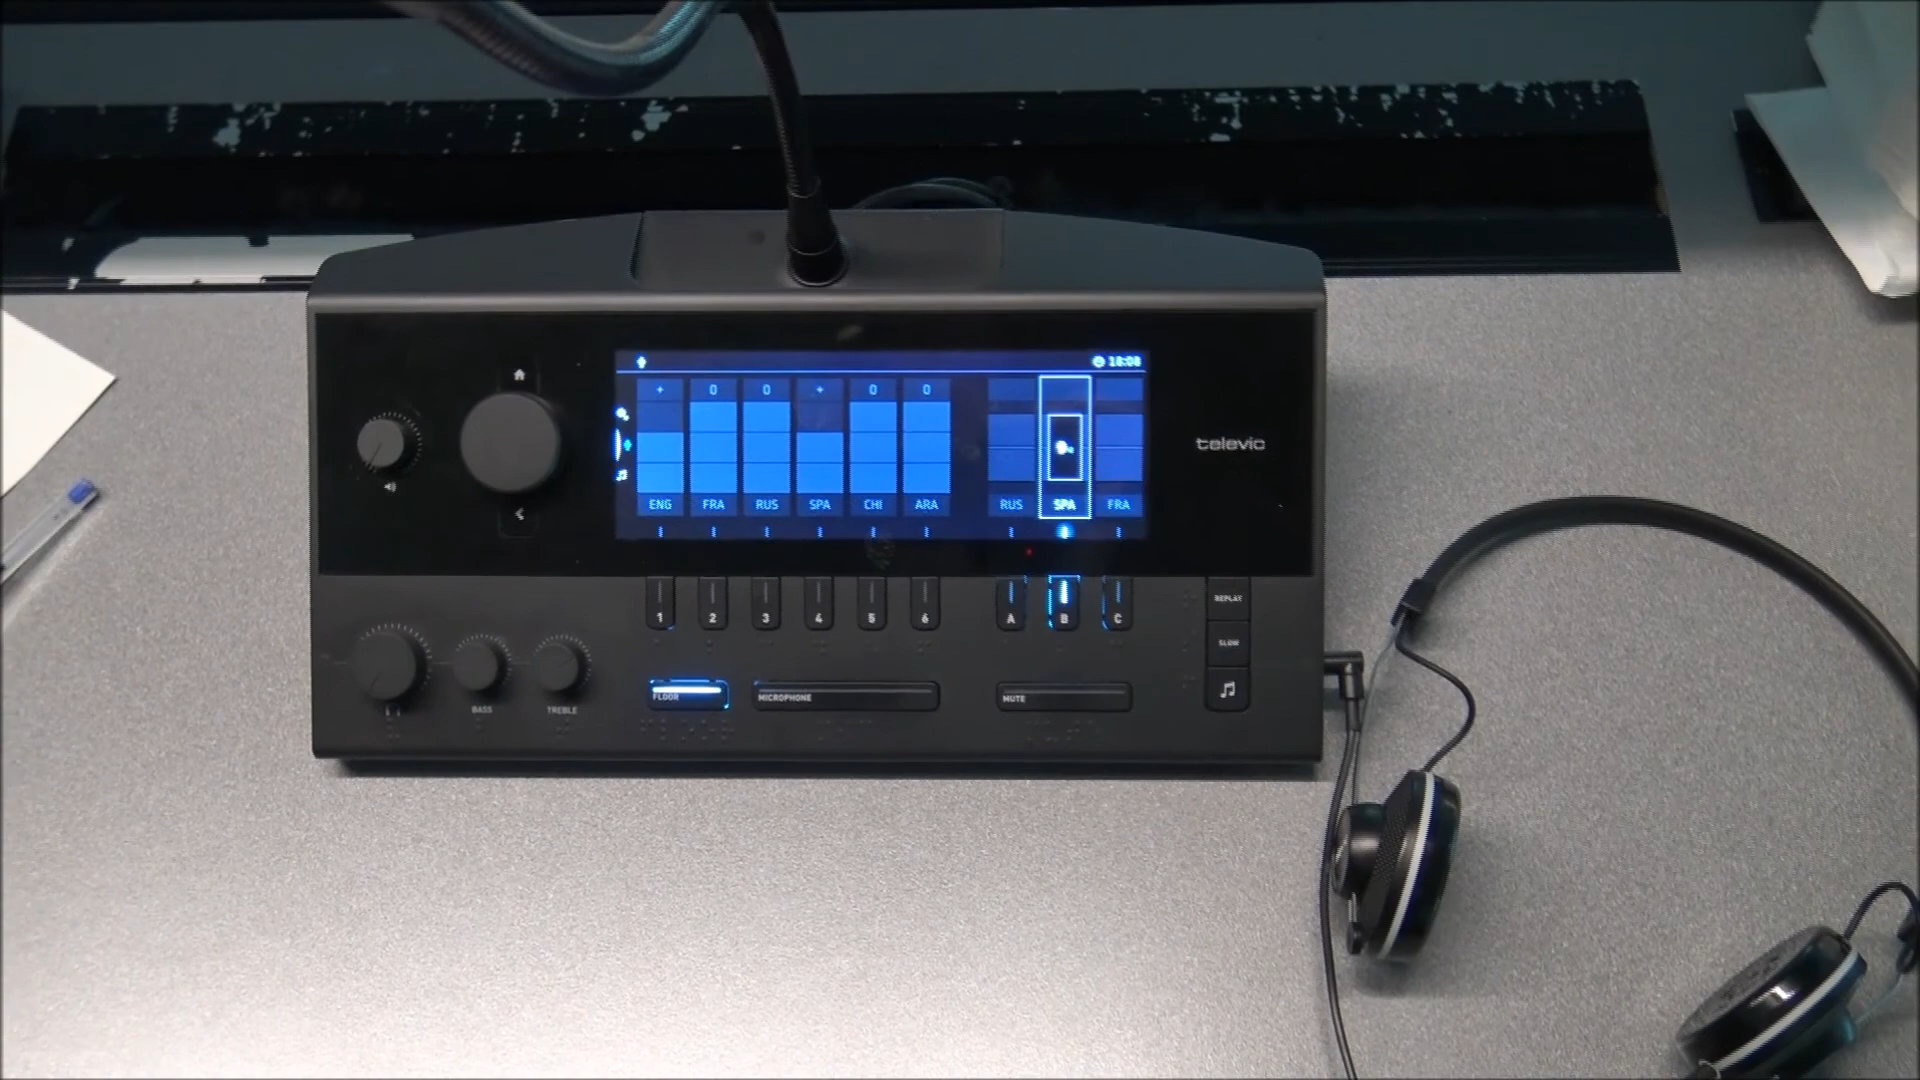 18:08
+ 0 0 + 0 0
ENG FRA RUS SPA CHI ARA RUS SPA FRA
televic
1 2 3 4 5 6 A B C
REPLAY
SLOW
FLOOR MICROPHONE MUTE
BASS TREBLE